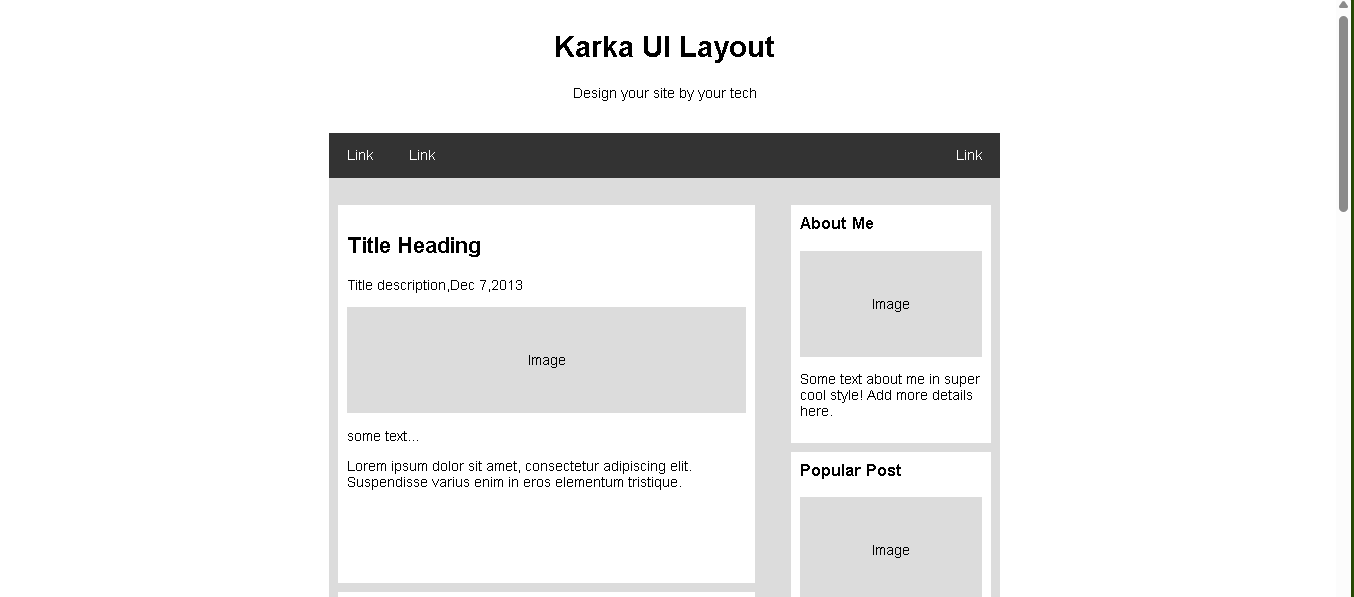 Karka UI Layout
Design your site by your tech
Link Link Link
Title Heading
Title description,Dec 7,2013
Image
some text...
Lorem ipsum dolor sit amet, consectetur adipiscing elit.
Suspendisse varius enim in eros elementum tristique.
About Me
Image
Some text about me in super
cool style! Add more details
here.
Popular Post
Image